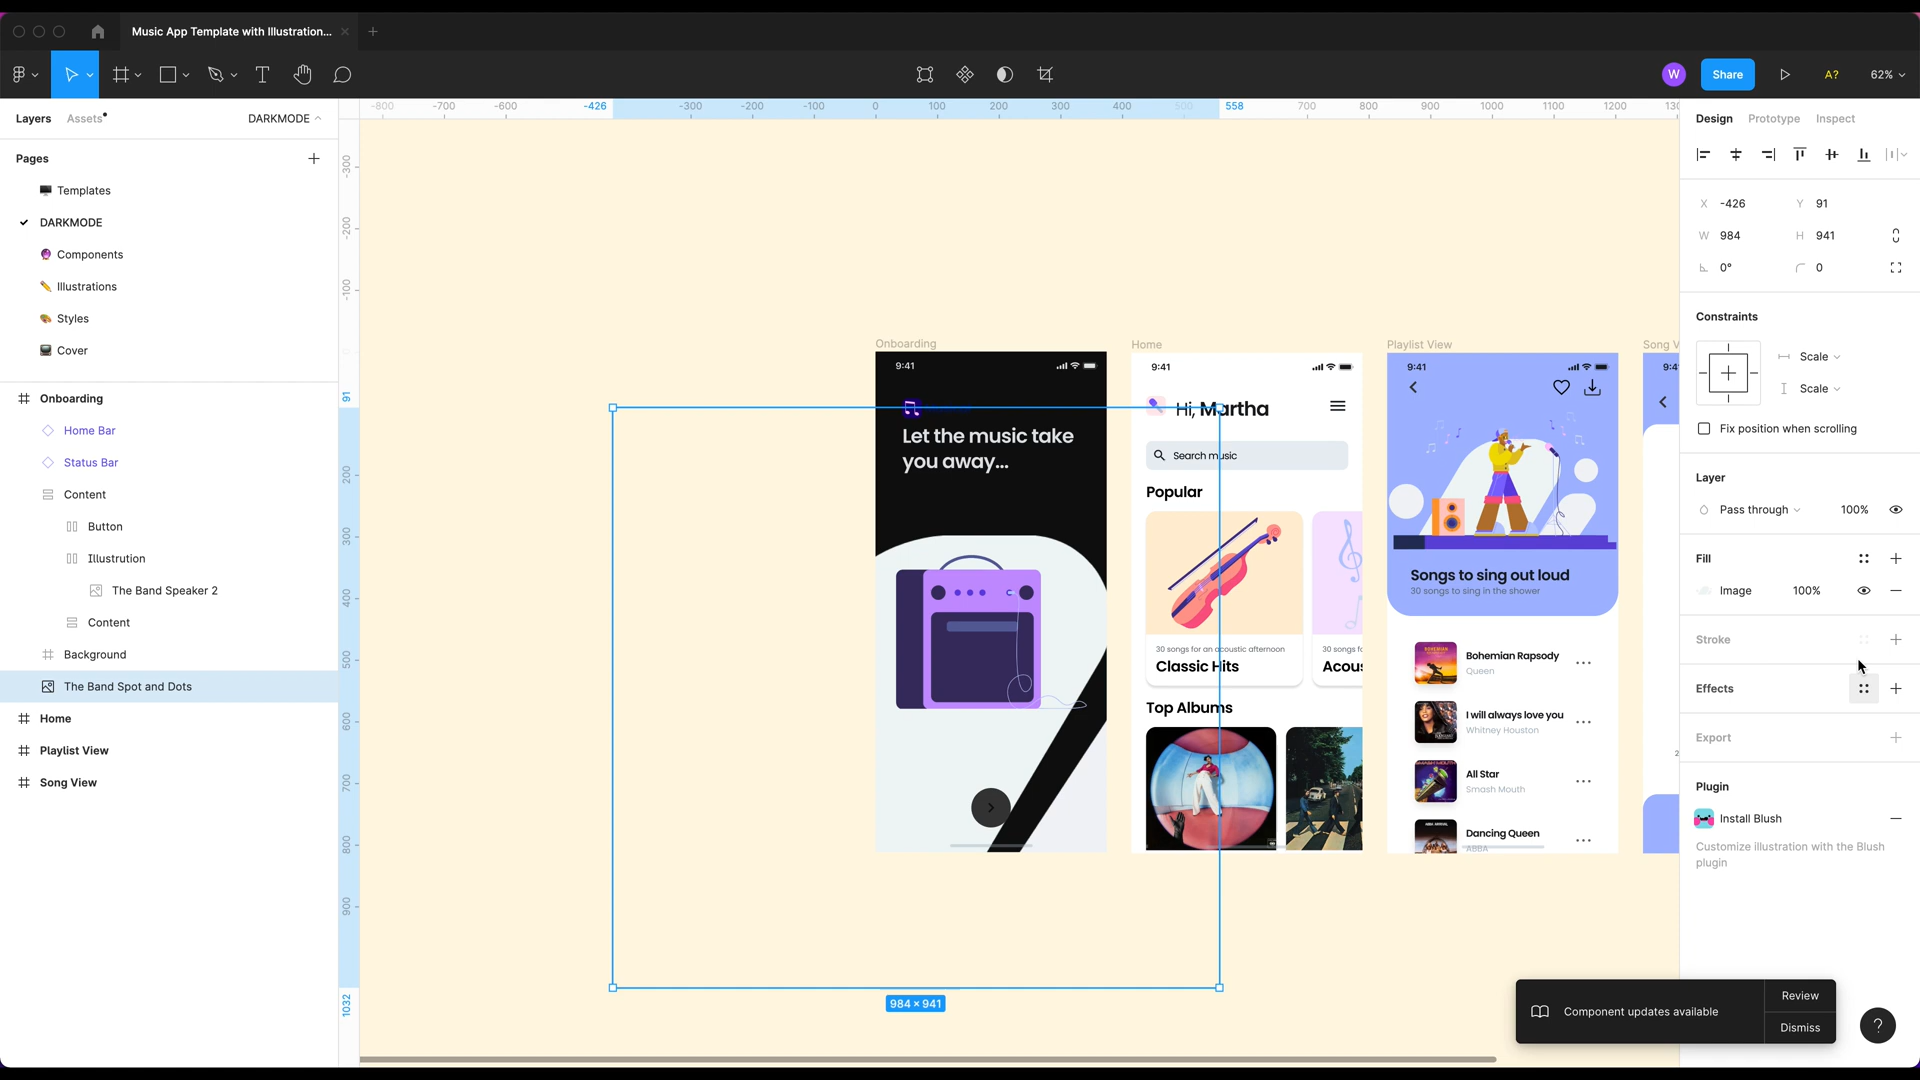 Music App Template with Illustration...
W
Share
A?
62%
Layers
Assets
DARKMODE
-800
-700
-600
-426
-300
-200
-100
0
100
200
300
400
500
558
700
800
900
1000
1100
1200
Design
Prototype
Inspect
Pages
Templates
DARKMODE
Components
Illustrations
Styles
Cover
Onboarding
Home Bar
Status Bar
Content
Button
Illustrution
The Band Speaker 2
Content
Background
The Band Spot and Dots
Home
Playlist View
Song View
-300
-200
-100
91
200
300
400
500
600
700
800
900
1032
Onboarding
9:41
Let the music take
you away...
984 × 941
Home
9:41
Hi, Martha
Search music
Popular
30 songs for an acoustic afternoon
Classic Hits
30 songs fo
Acous
Top Albums
Playlist View
9:41
Songs to sing out loud
30 songs to sing in the shower
Bohemian Rapsody
Queen
I will always love you
Whitney Houston
All Star
Smash Mouth
Dancing Queen
ABBA
Song V
9:4
X -426 Y 91
W 984 H 941
0° 0
Constraints
Scale
Scale
Fix position when scrolling
Layer
Pass through 100%
Fill
Image 100%
Stroke
Effects
Export
Plugin
Install Blush
Customize illustration with the Blush
plugin
Component updates available
Review
Dismiss
?